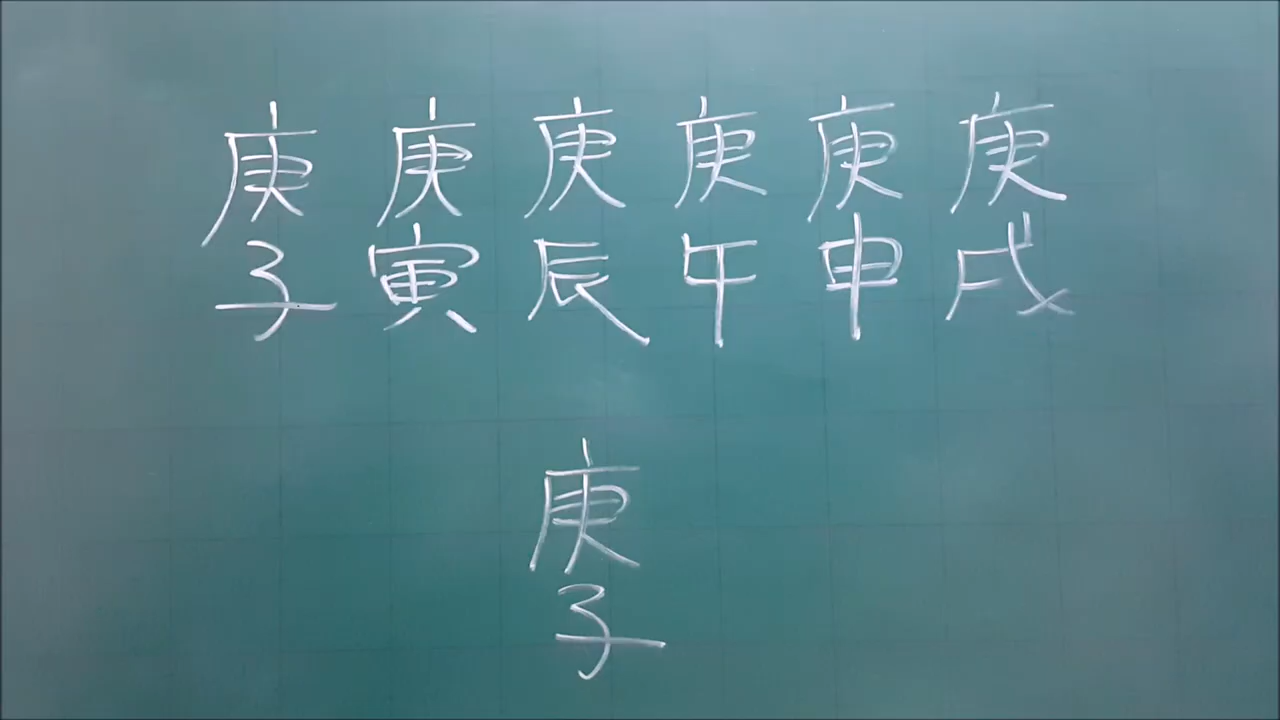 庚 庚 庚 庚 庚 庚
子 寅 辰 午 申 戌
庚
子